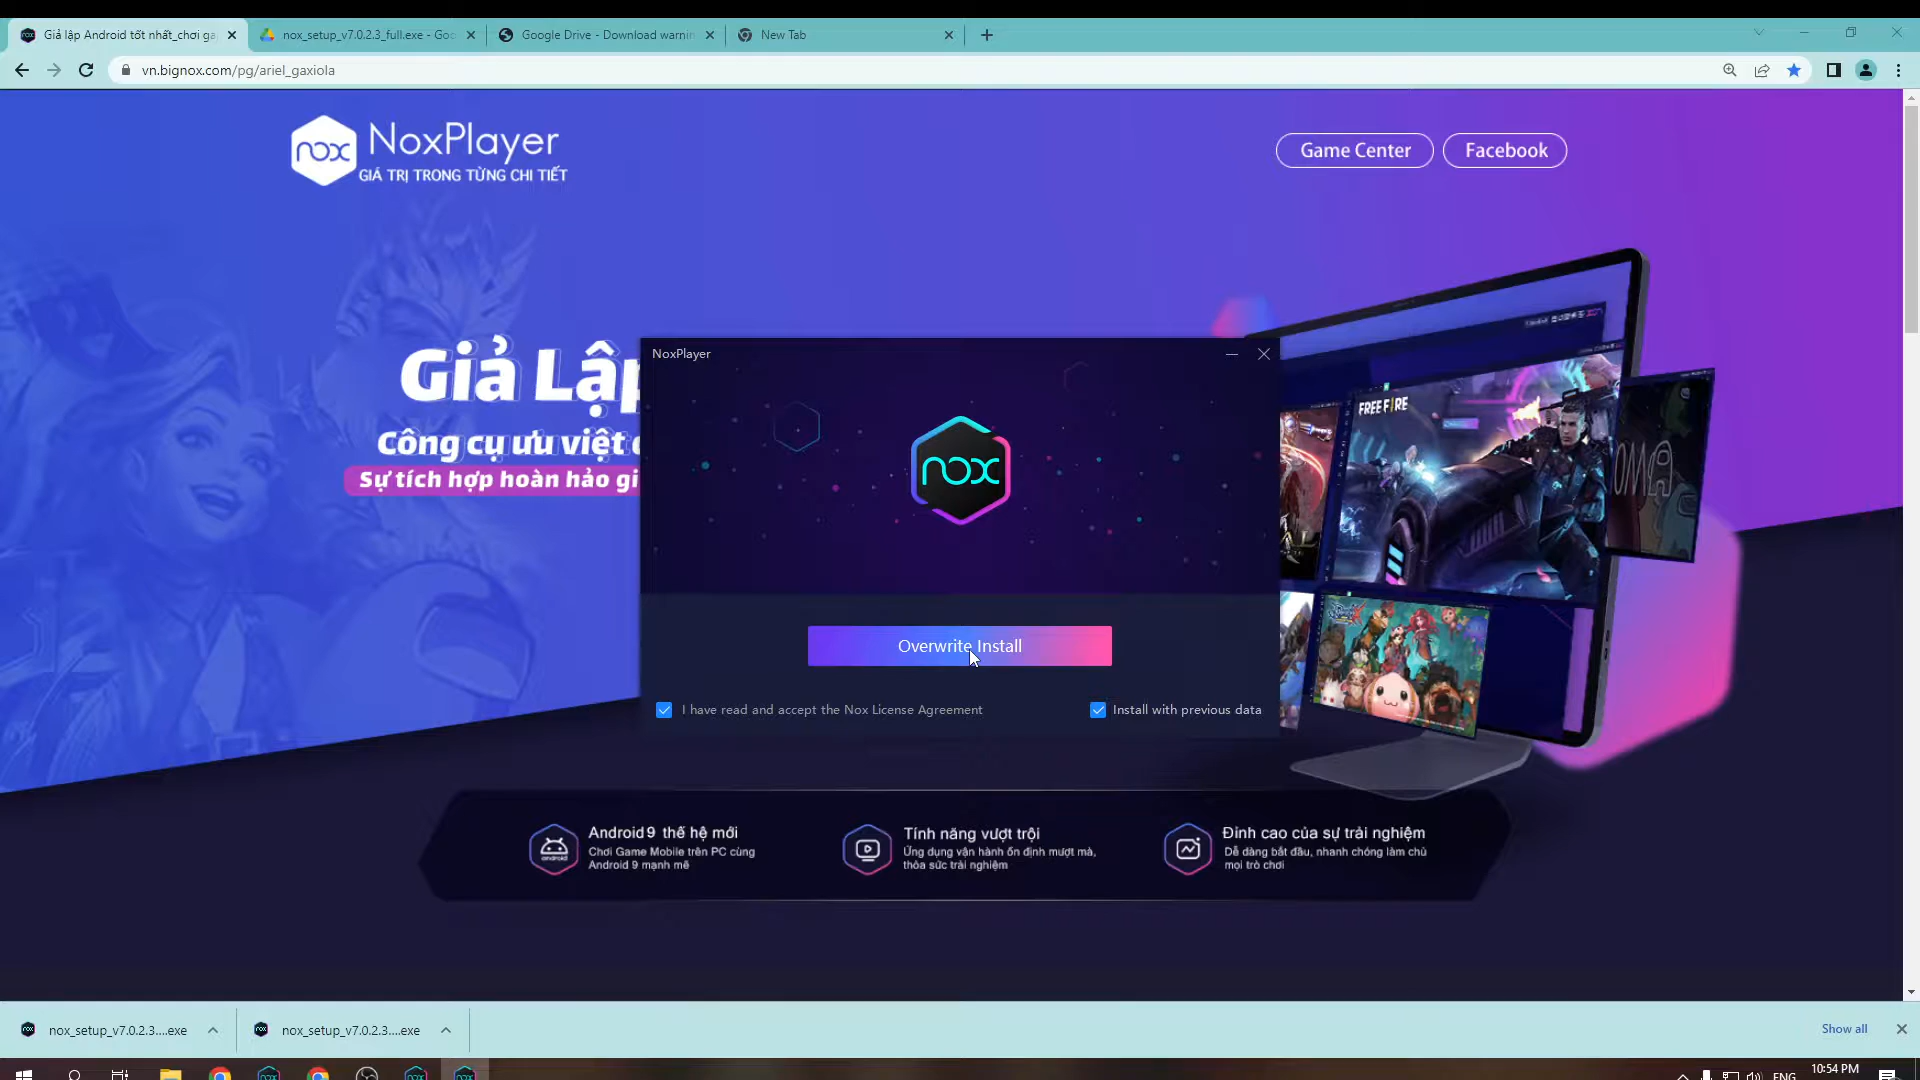 Giả lập Android tốt nhất_chơi ga
nox_setup_v7.0.2.3_full.exe - Goo
Google Drive - Download warnin
New Tab
vn.bignox.com/pg/ariel_gaxiola
nox
NoxPlayer
GIÁ TRỊ TRONG TỪNG CHI TIẾT
Game Center
Facebook
Giả Lập
Công cụ ưu việt
Sự tích hợp hoàn hảo gi
FREE FIRE
NoxPlayer
nox
Overwrite Install
I have read and accept the Nox License Agreement
Install with previous data
android
Android 9 thế hệ mới
Chơi Game Mobile trên PC cùng
Android 9 mạnh mẽ
Tính năng vượt trội
Ứng dụng vận hành ổn định mượt mà,
thỏa sức trải nghiệm
Đỉnh cao của sự trải nghiệm
Dễ dàng bắt đầu, nhanh chóng làm chủ
mọi trò chơi
nox_setup_v7.0.2.3....exe
nox_setup_v7.0.2.3....exe
Show all
ENG
10:54 PM